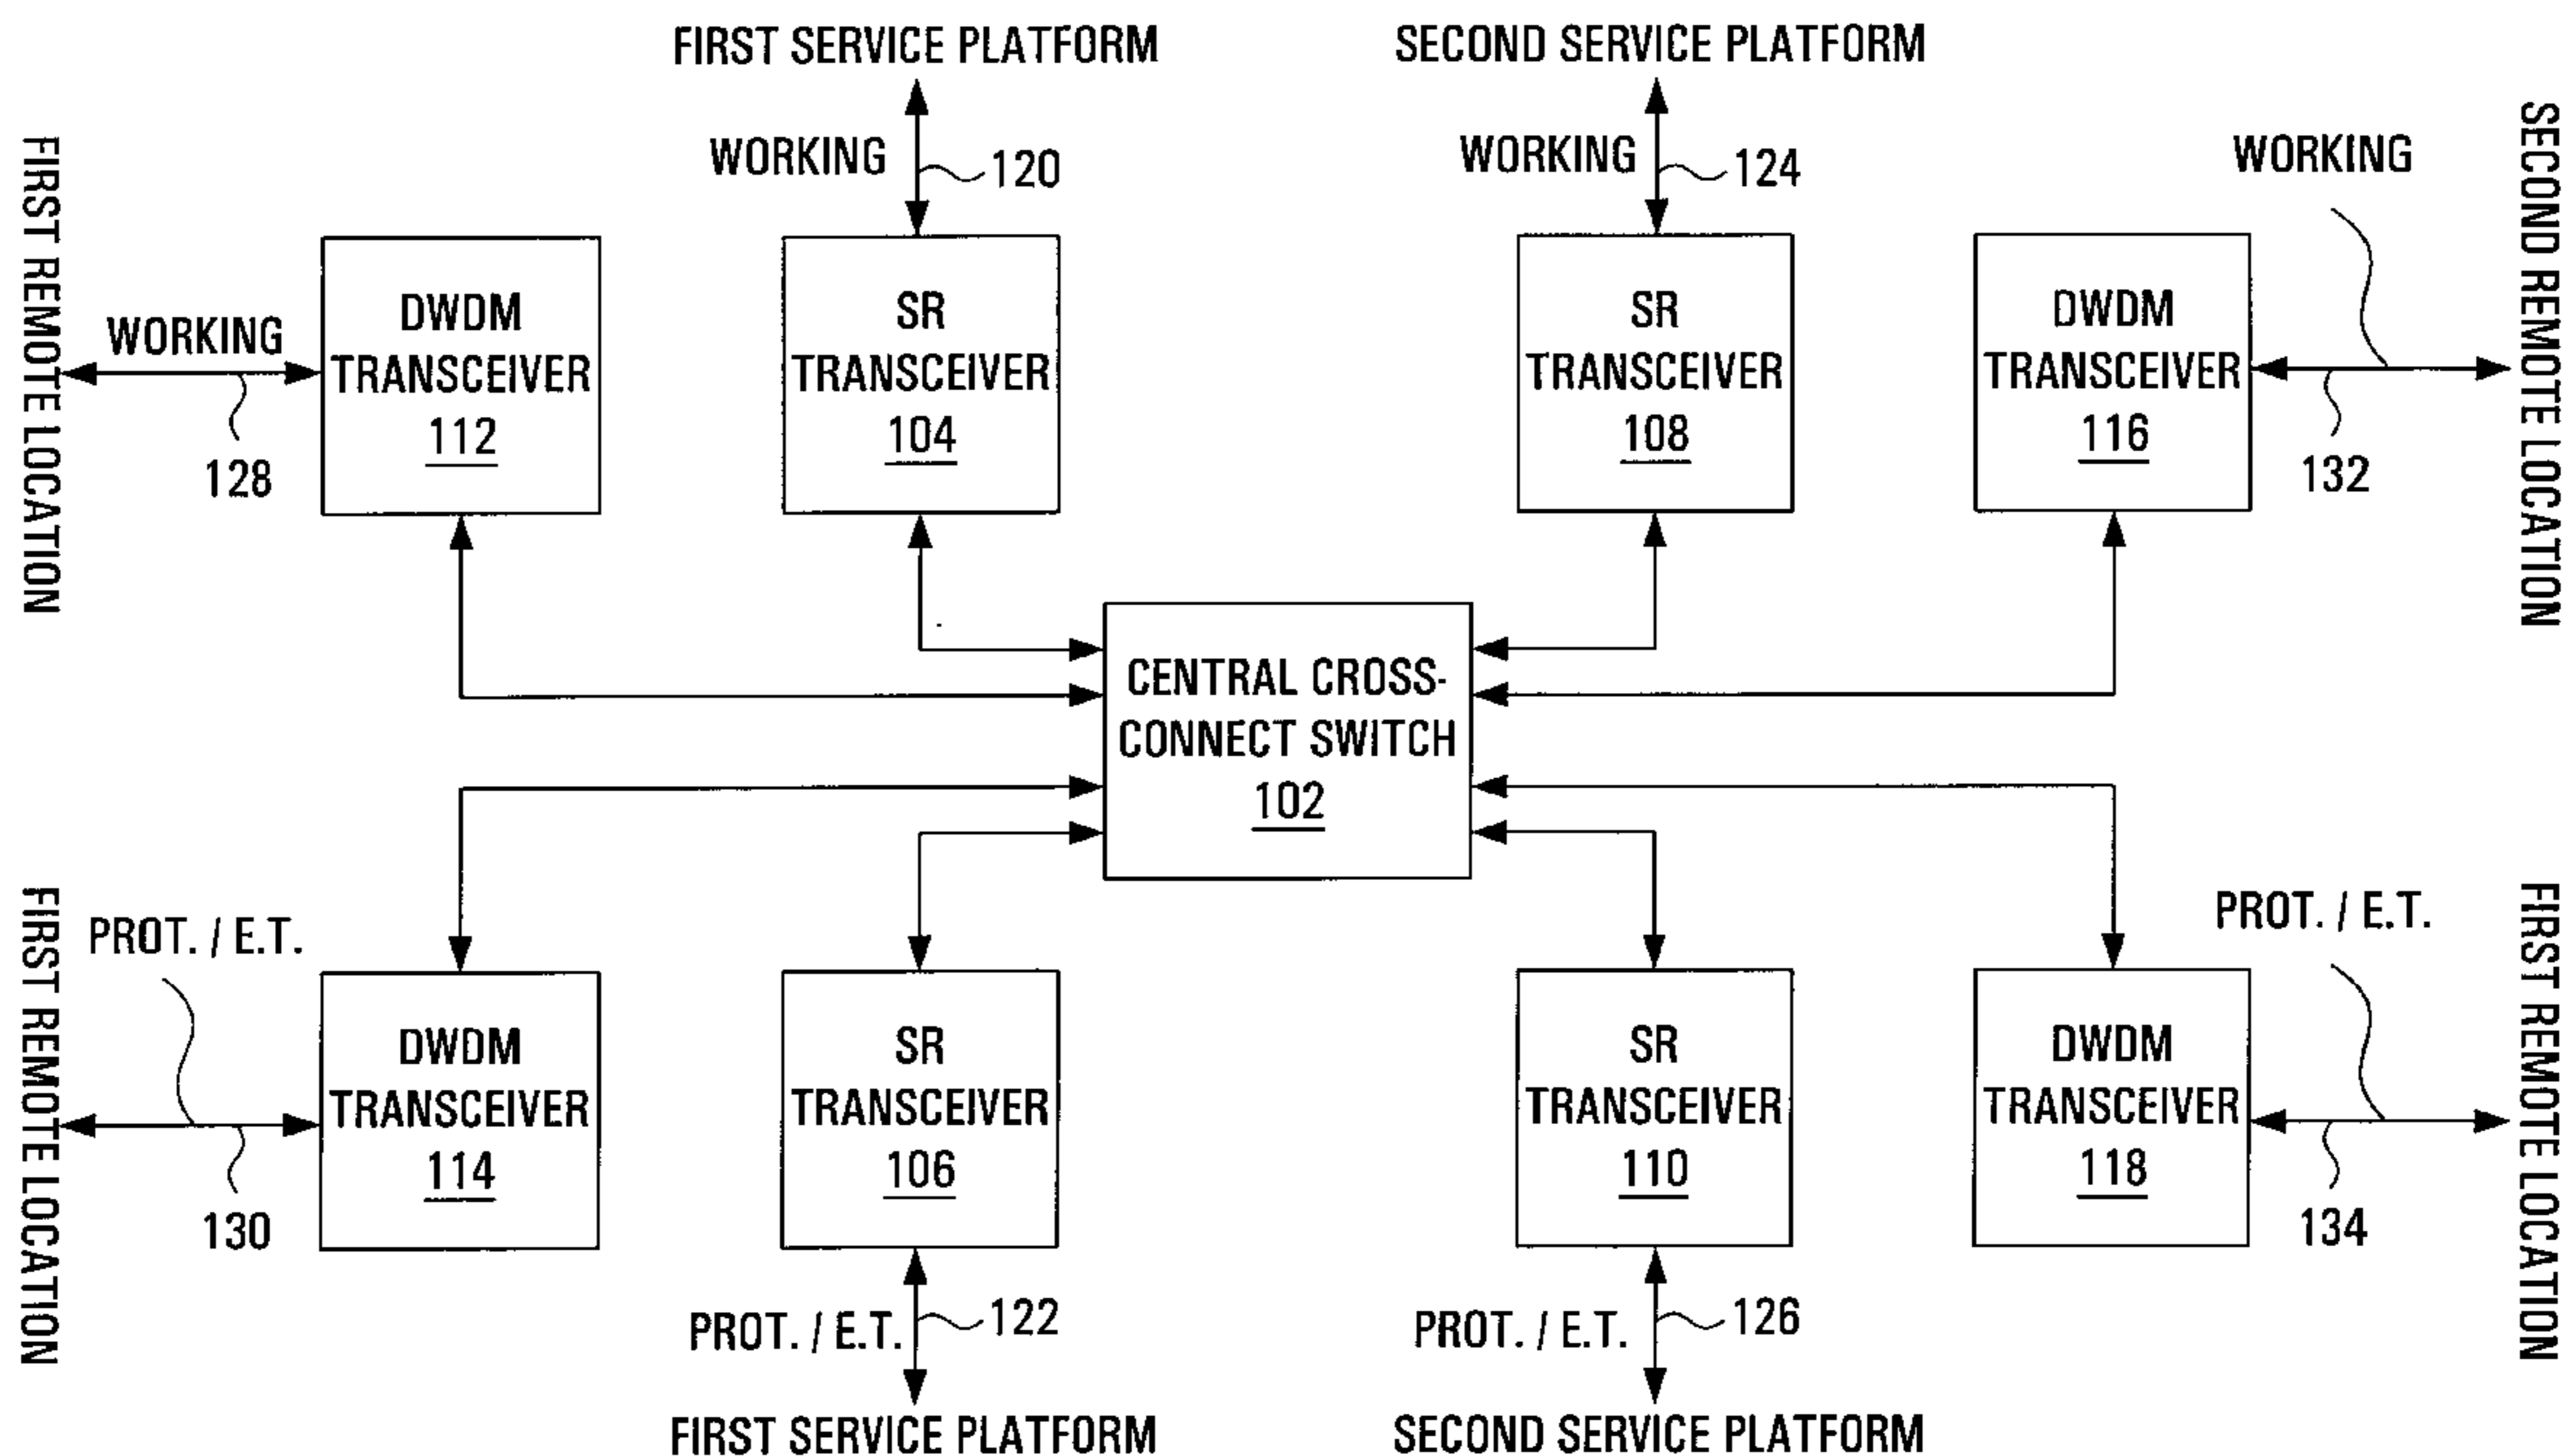 FIRST SERVICE PLATFORM
SECOND SERVICE PLATFORM
WORKING
120
WORKING
124
WORKING
FIRST REMOTE LOCATION
SECOND REMOTE LOCATION
WORKING
128
DWDM
TRANSCEIVER
112
SR
TRANSCEIVER
104
SR
TRANSCEIVER
108
DWDM
TRANSCEIVER
116
132
CENTRAL CROSS-
CONNECT SWITCH
102
FIRST REMOTE LOCATION
PROT. / E.T.
130
DWDM
TRANSCEIVER
114
SR
TRANSCEIVER
106
SR
TRANSCEIVER
110
DWDM
TRANSCEIVER
118
PROT. / E.T.
134
FIRST REMOTE LOCATION
PROT. / E.T.
122
PROT. / E.T.
126
FIRST SERVICE PLATFORM
SECOND SERVICE PLATFORM